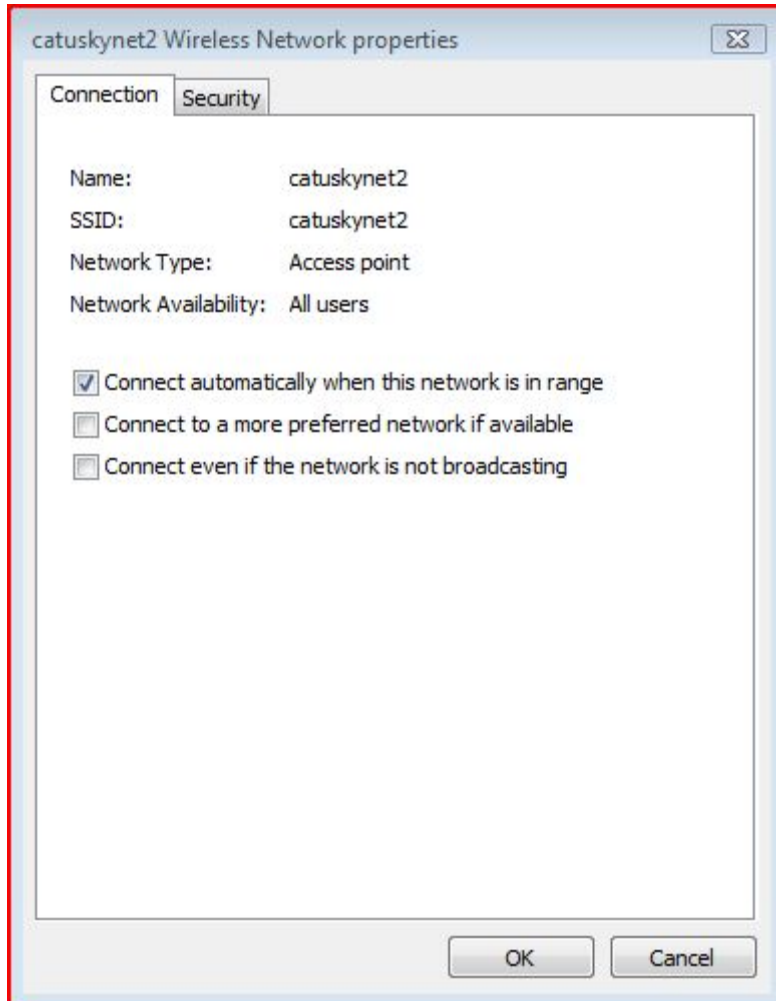 catuskynet2 Wireless Network properties
Connection Security
Name: catuskynet2
SSID: catuskynet2
Network Type: Access point
Network Availability: All users
Connect automatically when this network is in range
Connect to a more preferred network if available
Connect even if the network is not broadcasting
OK Cancel